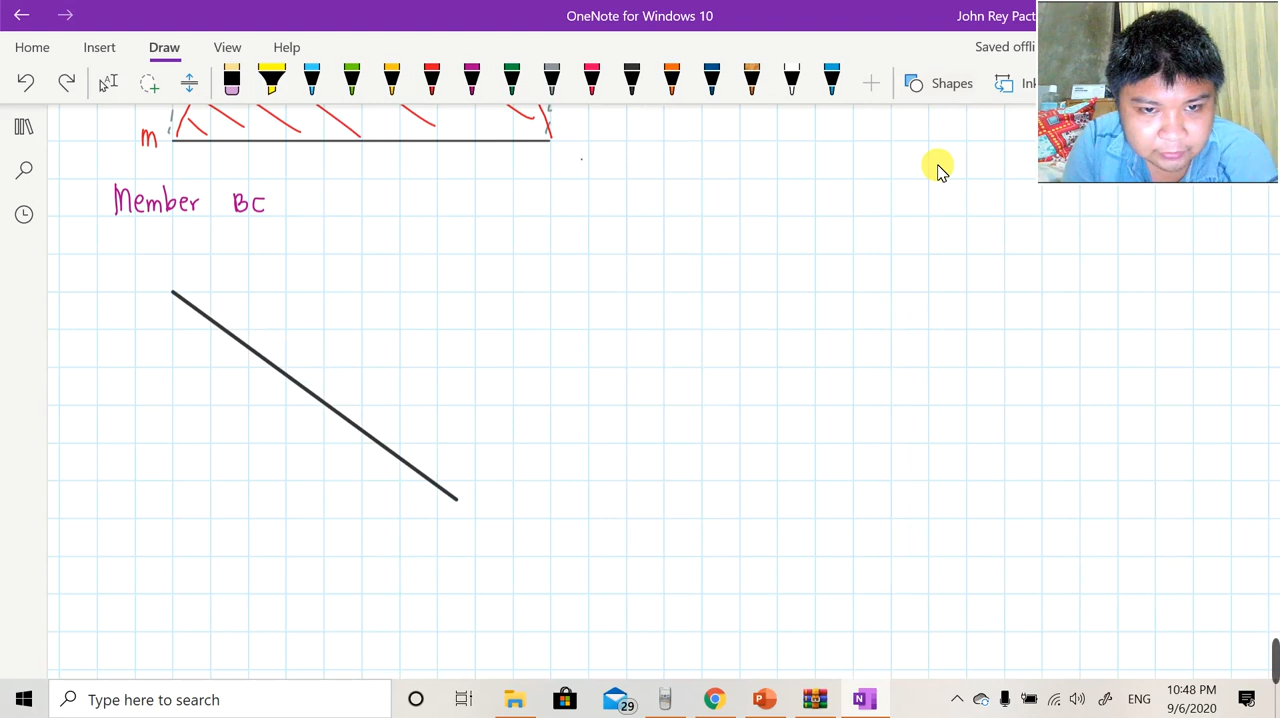 OneNote for Windows 10
John Rey Pact
Home Insert Draw View Help
Saved offli
Shapes
Ink
m
Member BC
Type here to search
29
ENG
10:48 PM
9/6/2020